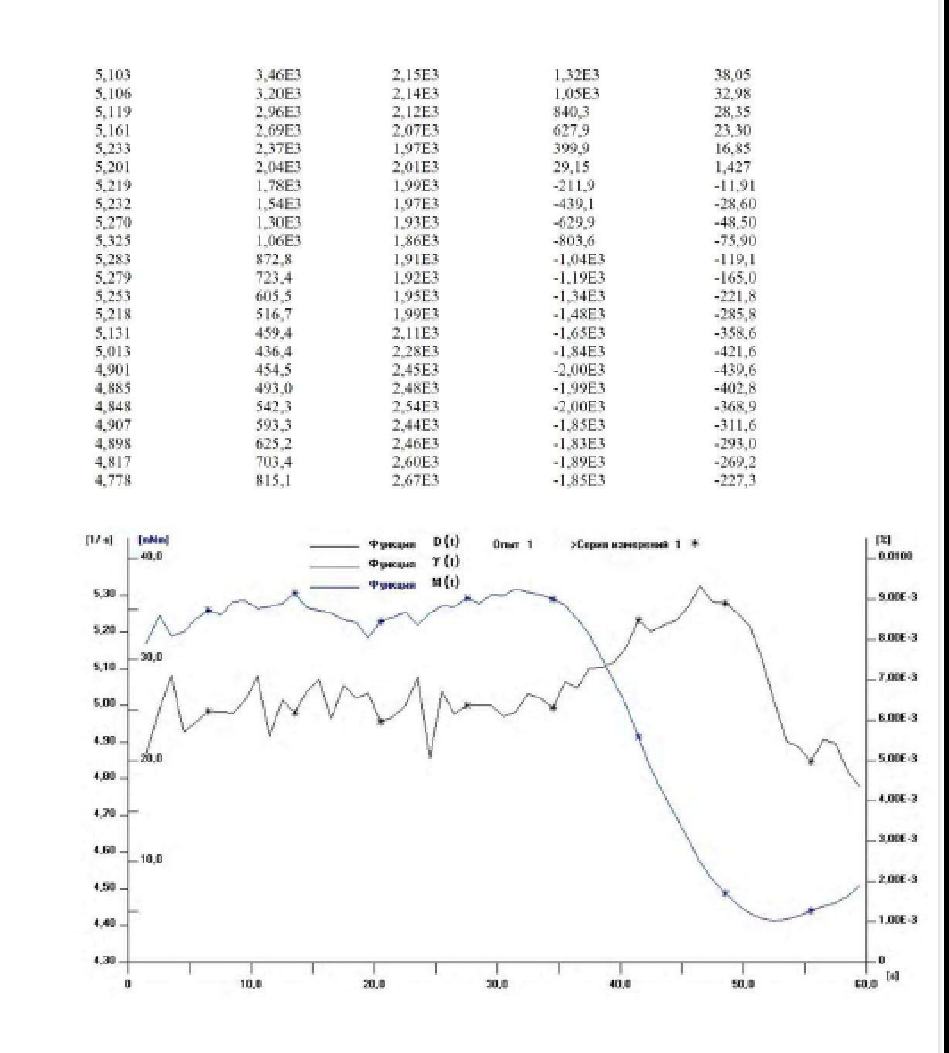 5,103 3,46E3 2,15E3 1,32E3 38,05
5,106 3,20E3 2,14E3 1,05E3 32,98
5,119 2,96E3 2,12E3 840,3 28,35
5,161 2,69E3 2,07E3 627,9 23,30
5,233 2,37E3 1,97E3 399,9 16,85
5,201 2,04E3 2,01E3 29,15 1,427
5,219 1,78E3 1,99E3 -211,9 -11,91
5,232 1,54E3 1,97E3 -439,1 -28,60
5,270 1,30E3 1,93E3 -629,9 -48,50
5,325 1,06E3 1,86E3 -803,6 -75,90
5,283 872,8 1,91E3 -1,04E3 -119,1
5,279 723,4 1,92E3 -1,19E3 -165,0
5,253 605,5 1,95E3 -1,34E3 -221,8
5,218 516,7 1,99E3 -1,48E3 -285,8
5,131 459,4 2,11E3 -1,65E3 -358,6
5,013 436,4 2,28E3 -1,84E3 -421,6
4,901 454,5 2,45E3 -2,00E3 -439,6
4,885 493,0 2,48E3 -1,99E3 -402,8
4,848 542,3 2,54E3 -2,00E3 -368,9
4,907 593,3 2,44E3 -1,85E3 -311,6
4,898 625,2 2,46E3 -1,83E3 -293,0
4,817 703,4 2,60E3 -1,89E3 -269,2
4,778 815,1 2,67E3 -1,85E3 -227,3
[1/s] [mNm] Функция D(t) Опыт 1 >Серия измерений 1 * [%]
40,0 Функция γ(t) 0,0100
Функция M(t)
5,30 9,00E-3
5,20 8,00E-3
30,0
5,10 7,00E-3
5,00 6,00E-3
4,90 5,00E-3
20,0
4,80 4,00E-3
4,70 3,00E-3
4,60 10,0
4,50 2,00E-3
4,40 1,00E-3
4,30 0
0 10,0 20,0 30,0 40,0 50,0 60,0 [s]